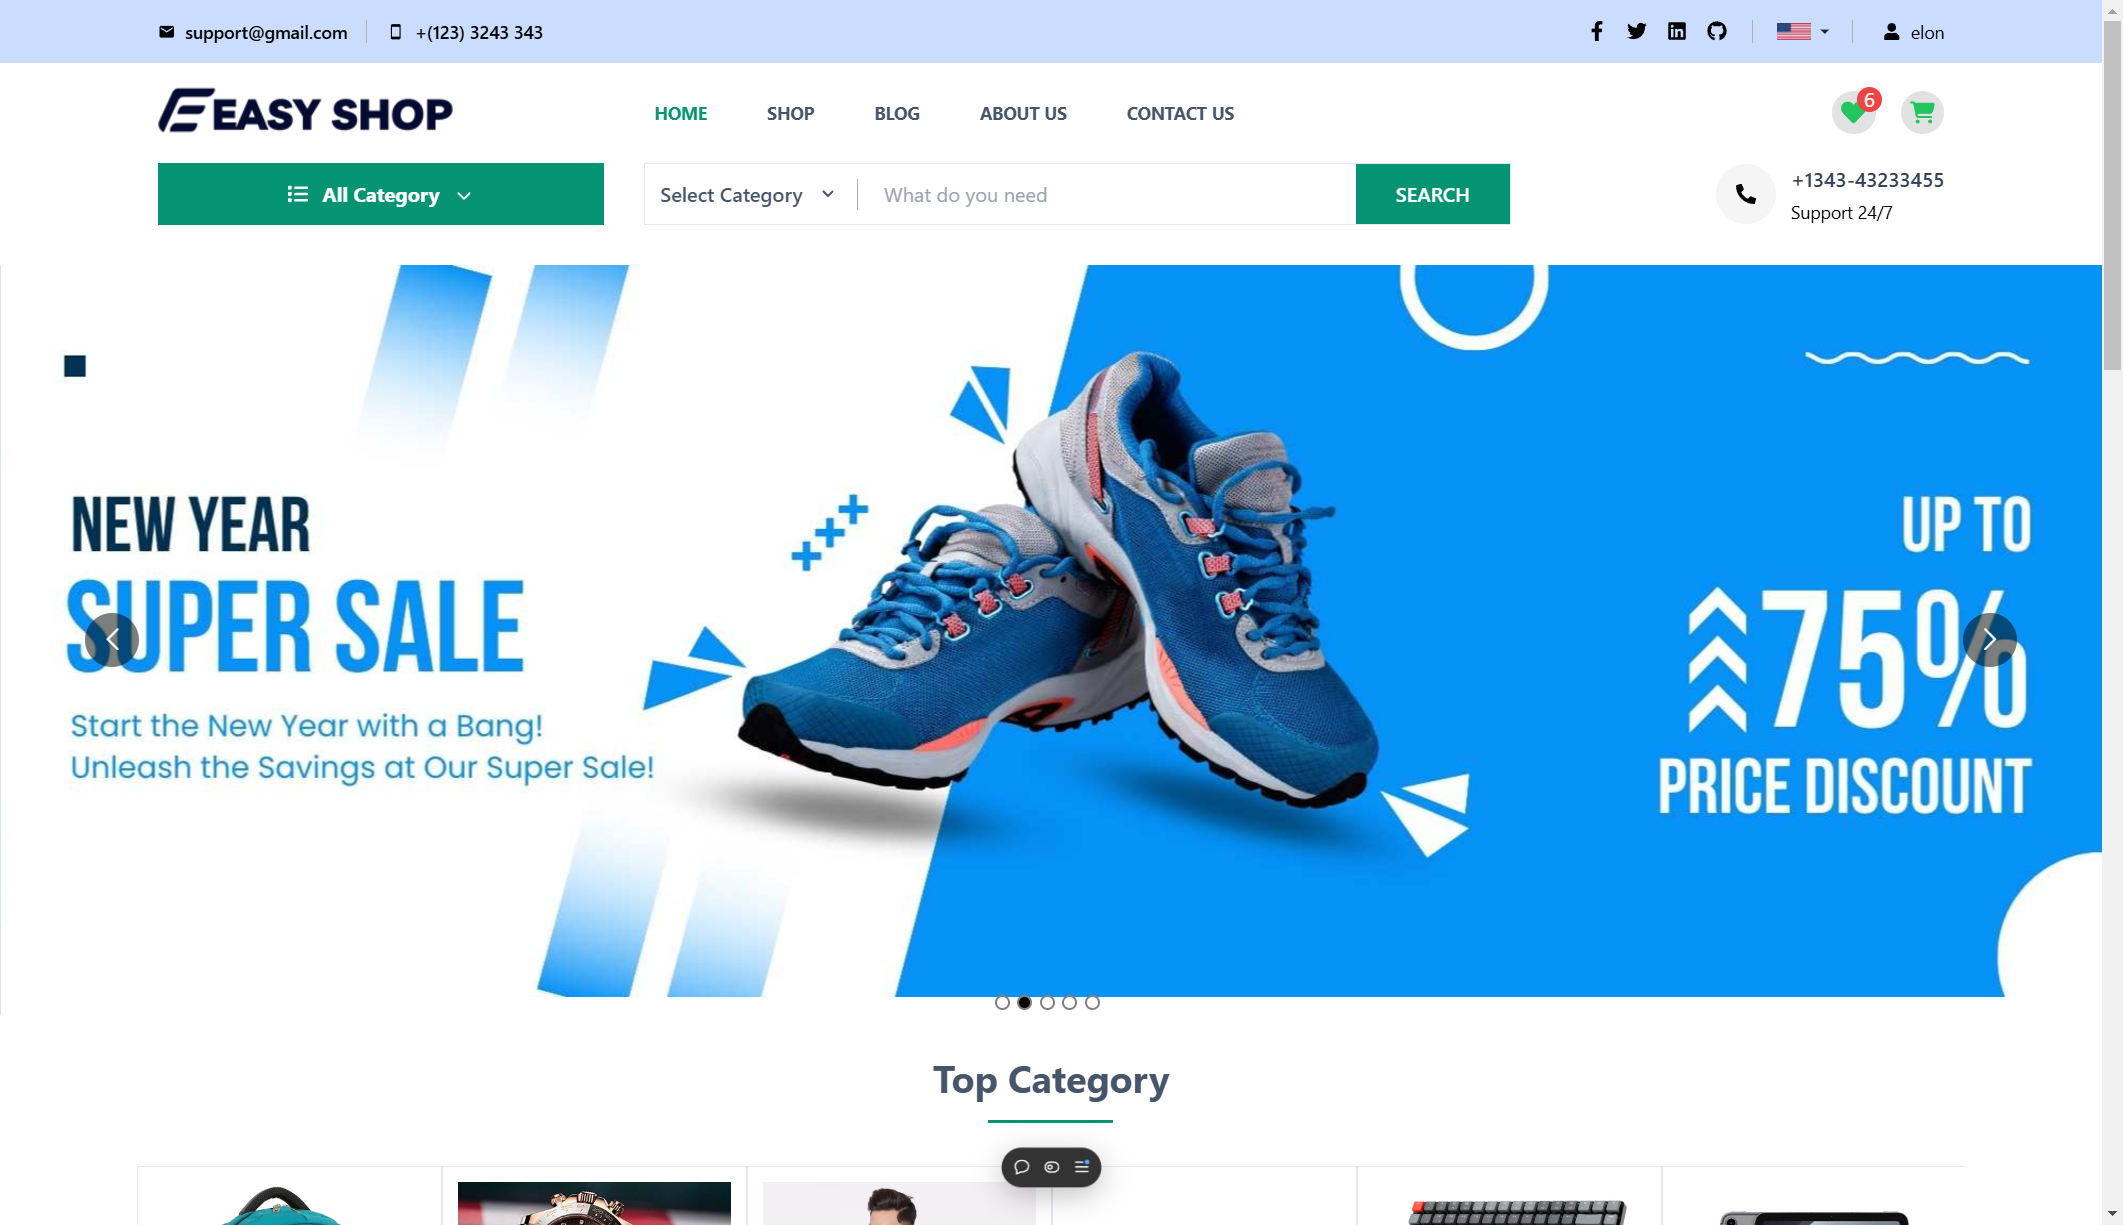 support@gmail.com
+(123) 3243 343
elon
EASY SHOP
HOME
SHOP
BLOG
ABOUT US
CONTACT US
6
All Category
Select Category
What do you need
SEARCH
+1343-43233455
Support 24/7
NEW YEAR
SUPER SALE
Start the New Year with a Bang!
Unleash the Savings at Our Super Sale!
UP TO
75%
PRICE DISCOUNT
Top Category